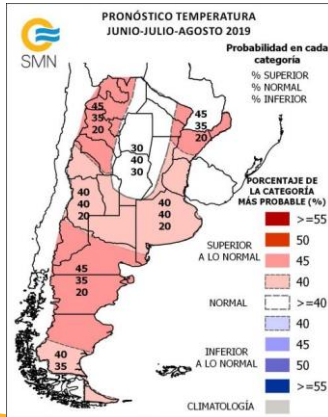 SMN
PRONÓSTICO TEMPERATURA
JUNIO-JULIO-AGOSTO 2019
Probabilidad en cada
categoría
% SUPERIOR
% NORMAL
% INFERIOR
45
35
20
45
35
20
30
40
30
40
40
20
40
40
20
45
35
20
40
35
PORCENTAJE DE
LA CATEGORÍA
MÁS PROBABLE (%)
SUPERIOR
A LO NORMAL
>=55
50
45
40
NORMAL
>=40
INFERIOR
A LO NORMAL
40
45
50
>=55
CLIMATOLOGÍA